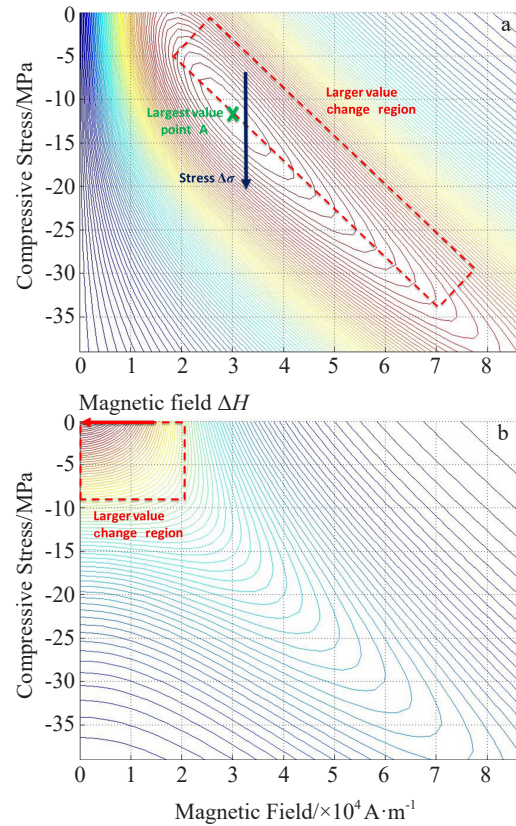 a
0
-5
-10
-15
-20
-25
-30
-35
Compressive Stress/MPa
Largest value
point A
Larger value
change region
Stress Δσ
0 1 2 3 4 5 6 7 8
Magnetic field ΔH
b
0
-5
-10
-15
-20
-25
-30
-35
Compressive Stress/MPa
Larger value
change region
0 1 2 3 4 5 6 7 8
Magnetic Field/×10⁴ A·m⁻¹